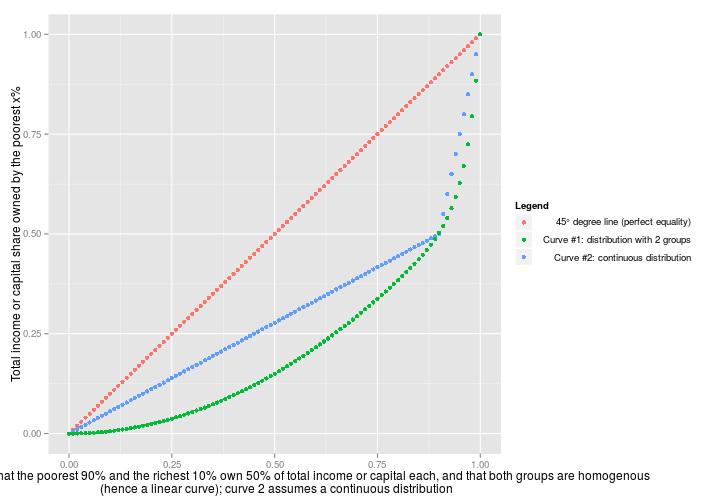 1.00
0.75
0.50
0.25
0.00
Total income or capital share owned by the poorest x%
0.00 0.25 0.50 0.75 1.00
Legend
45° degree line (perfect equality)
Curve #1: distribution with 2 groups
Curve #2: continuous distribution
hat the poorest 90% and the richest 10% own 50% of total income or capital each, and that both groups are homogenous
(hence a linear curve); curve 2 assumes a continuous distribution